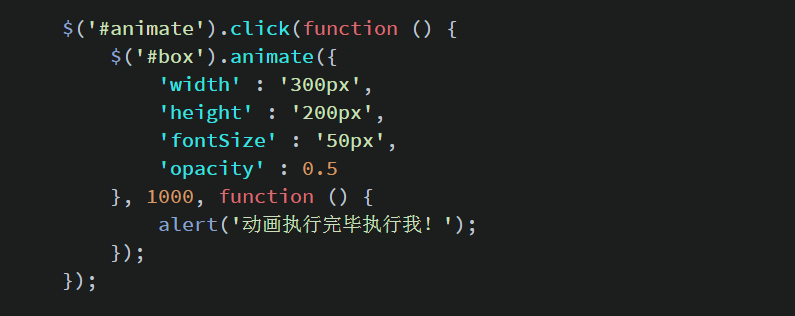 $('#animate').click(function () {
    $('#box').animate({
        'width' : '300px',
        'height' : '200px',
        'fontSize' : '50px',
        'opacity' : 0.5
    }, 1000, function () {
        alert('动画执行完毕执行我！');
    });
});